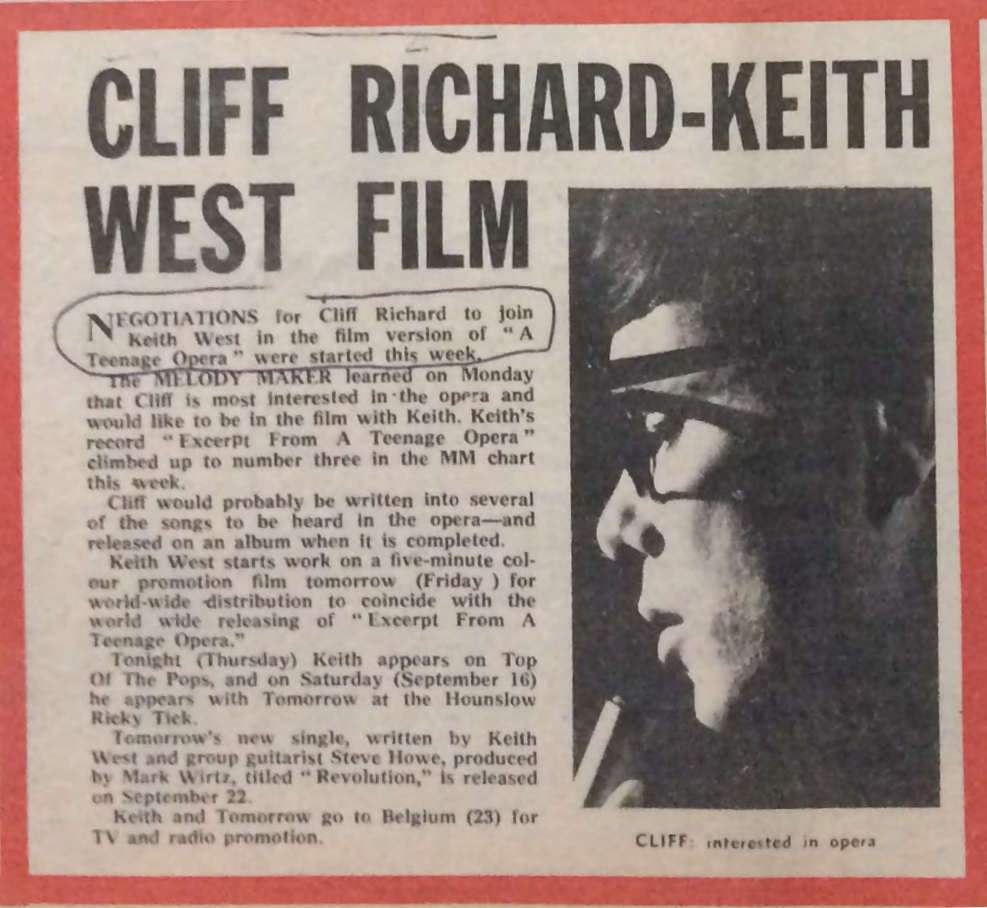 CLIFF RICHARD-KEITH
WEST FILM
NEGOTIATIONS for Cliff Richard to join
Keith West in the film version of "A
Teenage Opera" were started this week.
The MELODY MAKER learned on Monday
that Cliff is most interested in the opera and
would like to be in the film with Keith. Keith's
record "Excerpt From A Teenage Opera"
climbed up to number three in the MM chart
this week.
Cliff would probably be written into several
of the songs to be heard in the opera—and
released on an album when it is completed.
Keith West starts work on a five-minute col-
our promotion film tomorrow (Friday ) for
world-wide distribution to coincide with the
world wide releasing of "Excerpt From A
Teenage Opera."
Tonight (Thursday) Keith appears on Top
Of The Pops, and on Saturday (September 16)
he appears with Tomorrow at the Hounslow
Ricky Tick.
Tomorrow's new single, written by Keith
West and group guitarist Steve Howe, produced
by Mark Wirtz, titled "Revolution," is released
on September 22.
Keith and Tomorrow go to Belgium (23) for
TV and radio promotion.
CLIFF: interested in opera